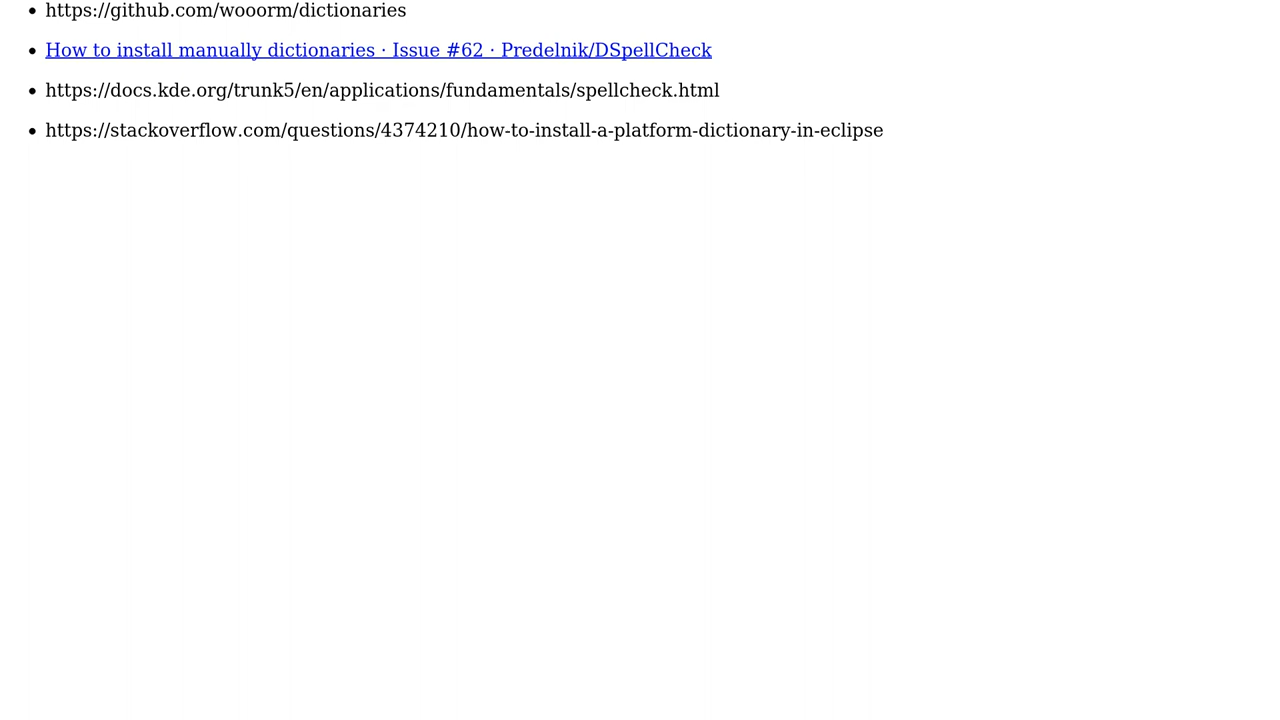 https://github.com/wooorm/dictionaries
How to install manually dictionaries · Issue #62 · Predelnik/DSpellCheck
https://docs.kde.org/trunk5/en/applications/fundamentals/spellcheck.html
https://stackoverflow.com/questions/4374210/how-to-install-a-platform-dictionary-in-eclipse